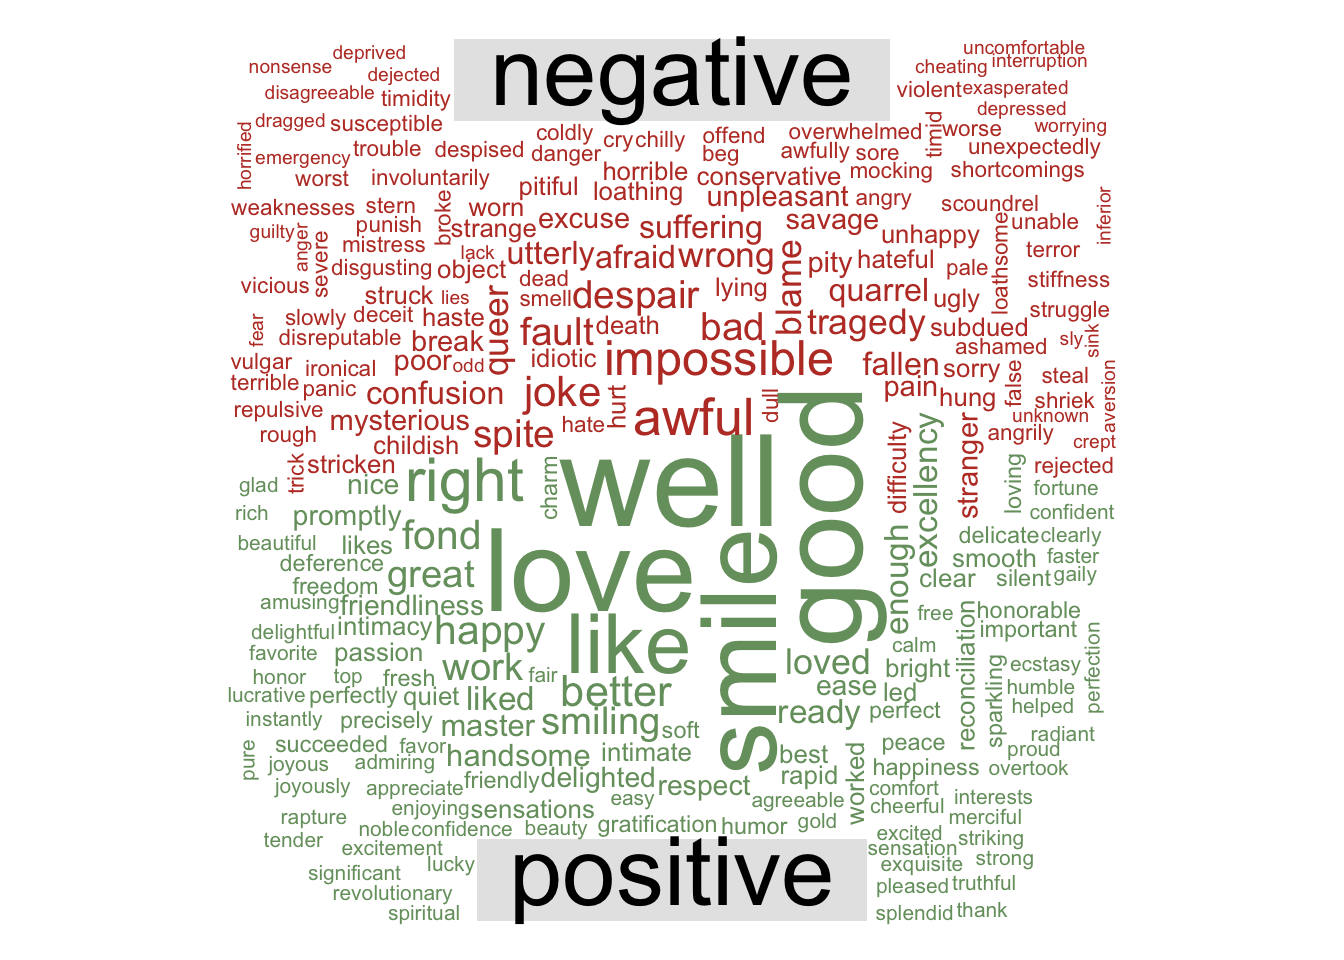 negative
deprived
uncomfortable
nonsense
dejected
cheating
interruption
disagreeable
timidity
violent
exasperated
depressed
dragged
susceptible
coldly
cry
chilly
offend
overwhelmed
timid
worse
worrying
horrified
emergency
trouble
despised
danger
beg
awfully
sore
unexpectedly
worst
involuntarily
pitiful
horrible
loathing
conservative
mocking
shortcomings
weaknesses
stern
broke
worn
excuse
suffering
unpleasant
angry
savage
scoundrel
unable
inferior
guilty
anger
severe
punish
mistress
strange
unhappy
loathsome
terror
lack
utterly
afraid
wrong
blame
pity
hateful
pale
disgusting
object
dead
vicious
struck
lies
queer
smell
despair
lying
quarrel
ugly
stiffness
struggle
fear
slowly
deceit
haste
fault
death
bad
tragedy
subdued
disreputable
break
ashamed
sly
sink
vulgar
ironical
poor
odd
idiotic
impossible
fallen
sorry
terrible
panic
confusion
joke
hurt
dull
pain
hung
false
steal
shriek
aversion
repulsive
mysterious
awful
unknown
rough
childish
spite
hate
difficulty
stranger
angrily
crept
trick
stricken
rejected
good
well
right
charm
nice
glad
excellency
loving
fortune
rich
promptly
confident
beautiful
likes
fond
love
smile
enough
delicate
clearly
deference
great
smooth
faster
freedom
clear
silent
gaily
amusing
friendliness
free
honorable
delightful
intimacy
happy
like
important
favorite
passion
calm
reconciliation
loved
bright
ecstasy
perfection
honor
top
fresh
work
fair
sparkling
humble
lucrative
perfectly
quiet
liked
better
ease
led
helped
instantly
precisely
master
smiling
soft
ready
perfect
radiant
pure
succeeded
favor
handsome
intimate
best
worked
peace
proud
joyous
admiring
rapid
happiness
overtook
joyously
appreciate
friendly
delighted
respect
comfort
easy
agreeable
cheerful
interests
enjoying
sensations
merciful
rapture
noble
confidence
beauty
gratification
humor
gold
tender
excitement
excited
striking
sensation
lucky
exquisite
strong
significant
revolutionary
pleased
truthful
spiritual
splendid
thank
positive